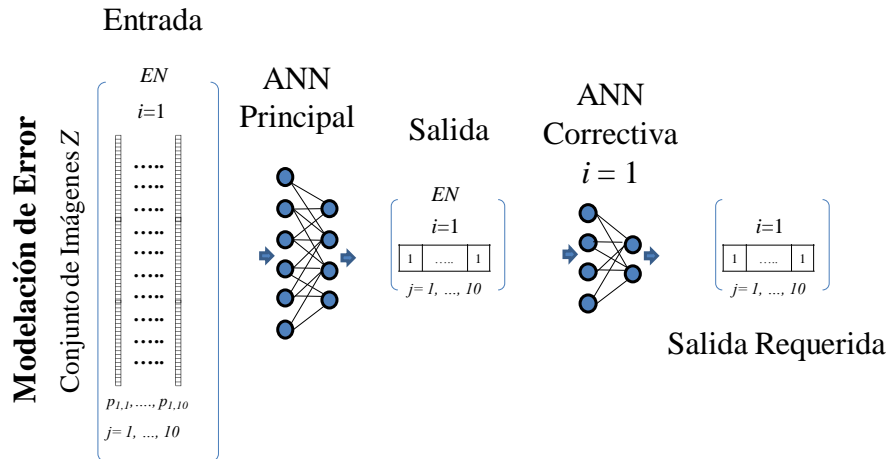 Modelación de Error
Conjunto de Imágenes Z
Entrada
EN
i=1
.....
.....
.....
.....
.....
.....
.....
.....
.....
.....
p1,1,...., p1,10
j= 1, ..., 10
ANN
Principal
Salida
EN
i=1
1 ..... 1
j= 1, ..., 10
ANN
Correctiva
i = 1
i=1
1 ..... 1
j= 1, ..., 10
Salida Requerida